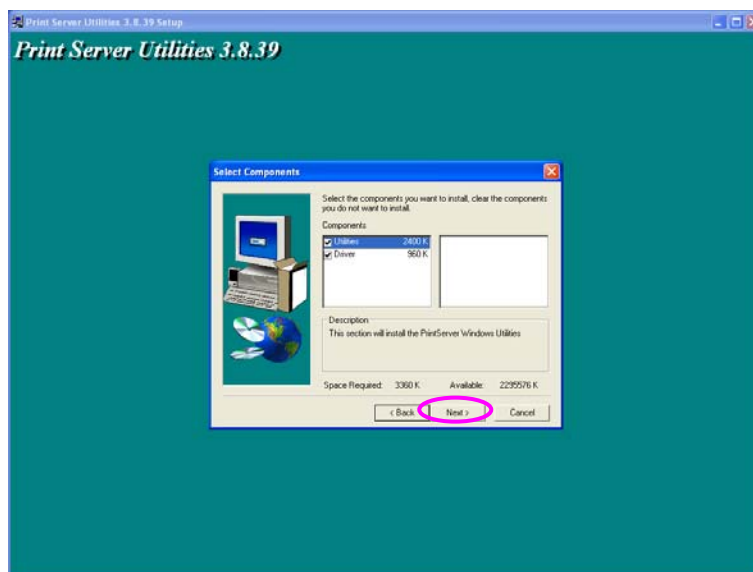 Print Server Utilities 3.8.39 Setup
Print Server Utilities 3.8.39
Select Components
Select the components you want to install, clear the components
you do not want to install.
Components
Utilities 2400 K
Driver 960 K
Description
This section will install the PrintServer Windows Utilities
Space Required: 3360 K Available: 2295576 K
< Back Next > Cancel